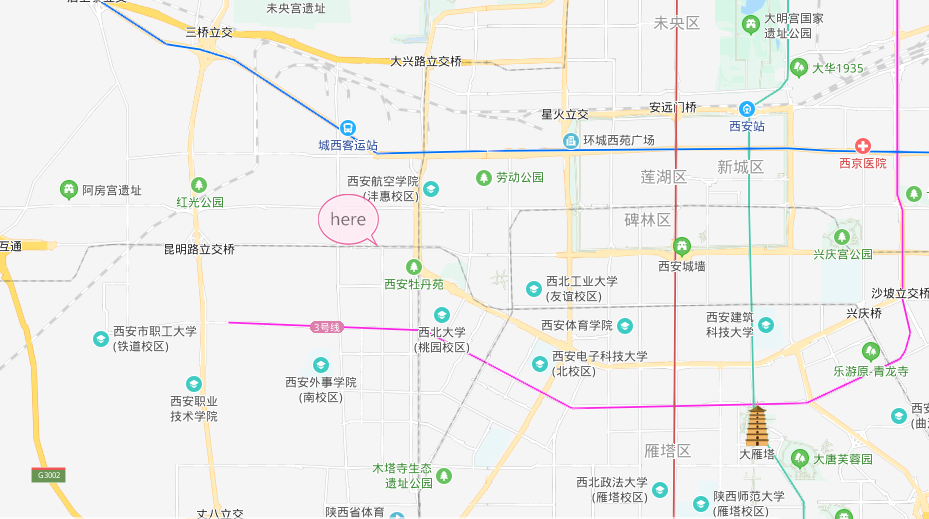 未央宫遗址
三桥立交
未央区
大明宫国家
遗址公园
大兴路立交桥
大华1935
安远门桥
星火立交
西安站
城西客运站
环城西苑广场
西京医院
新城区
西安航空学院
(沣惠校区)
劳动公园
莲湖区
阿房宫遗址
红光公园
here
碑林区
互通
昆明路立交桥
兴庆宫公园
西安城墙
西安牡丹苑
西北工业大学
(友谊校区)
沙坡立交桥
兴庆桥
3号线
西安市职工大学
(铁道校区)
西北大学
(桃园校区)
西安体育学院
西安建筑
科技大学
西安外事学院
(南校区)
西安电子科技大学
(北校区)
乐游原-青龙寺
西安职业
技术学院
雁塔区
大雁塔
大唐芙蓉园
G3002
木塔寺生态
遗址公园
西北政法大学
(雁塔校区)
陕西师范大学
(雁塔校区)
丈八立交
陕西省体育